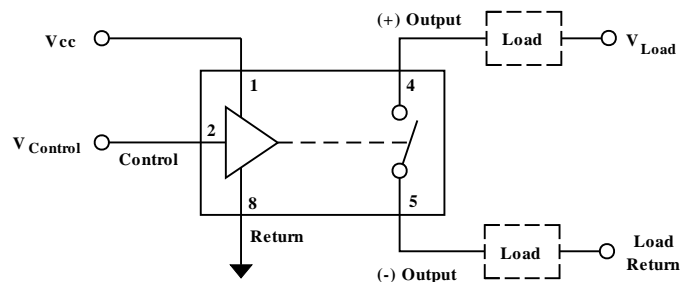 (+) Output
Vcc
Load
V Load
1
4
2
V Control
Control
8
5
Return
Load
Load
Return
(-) Output